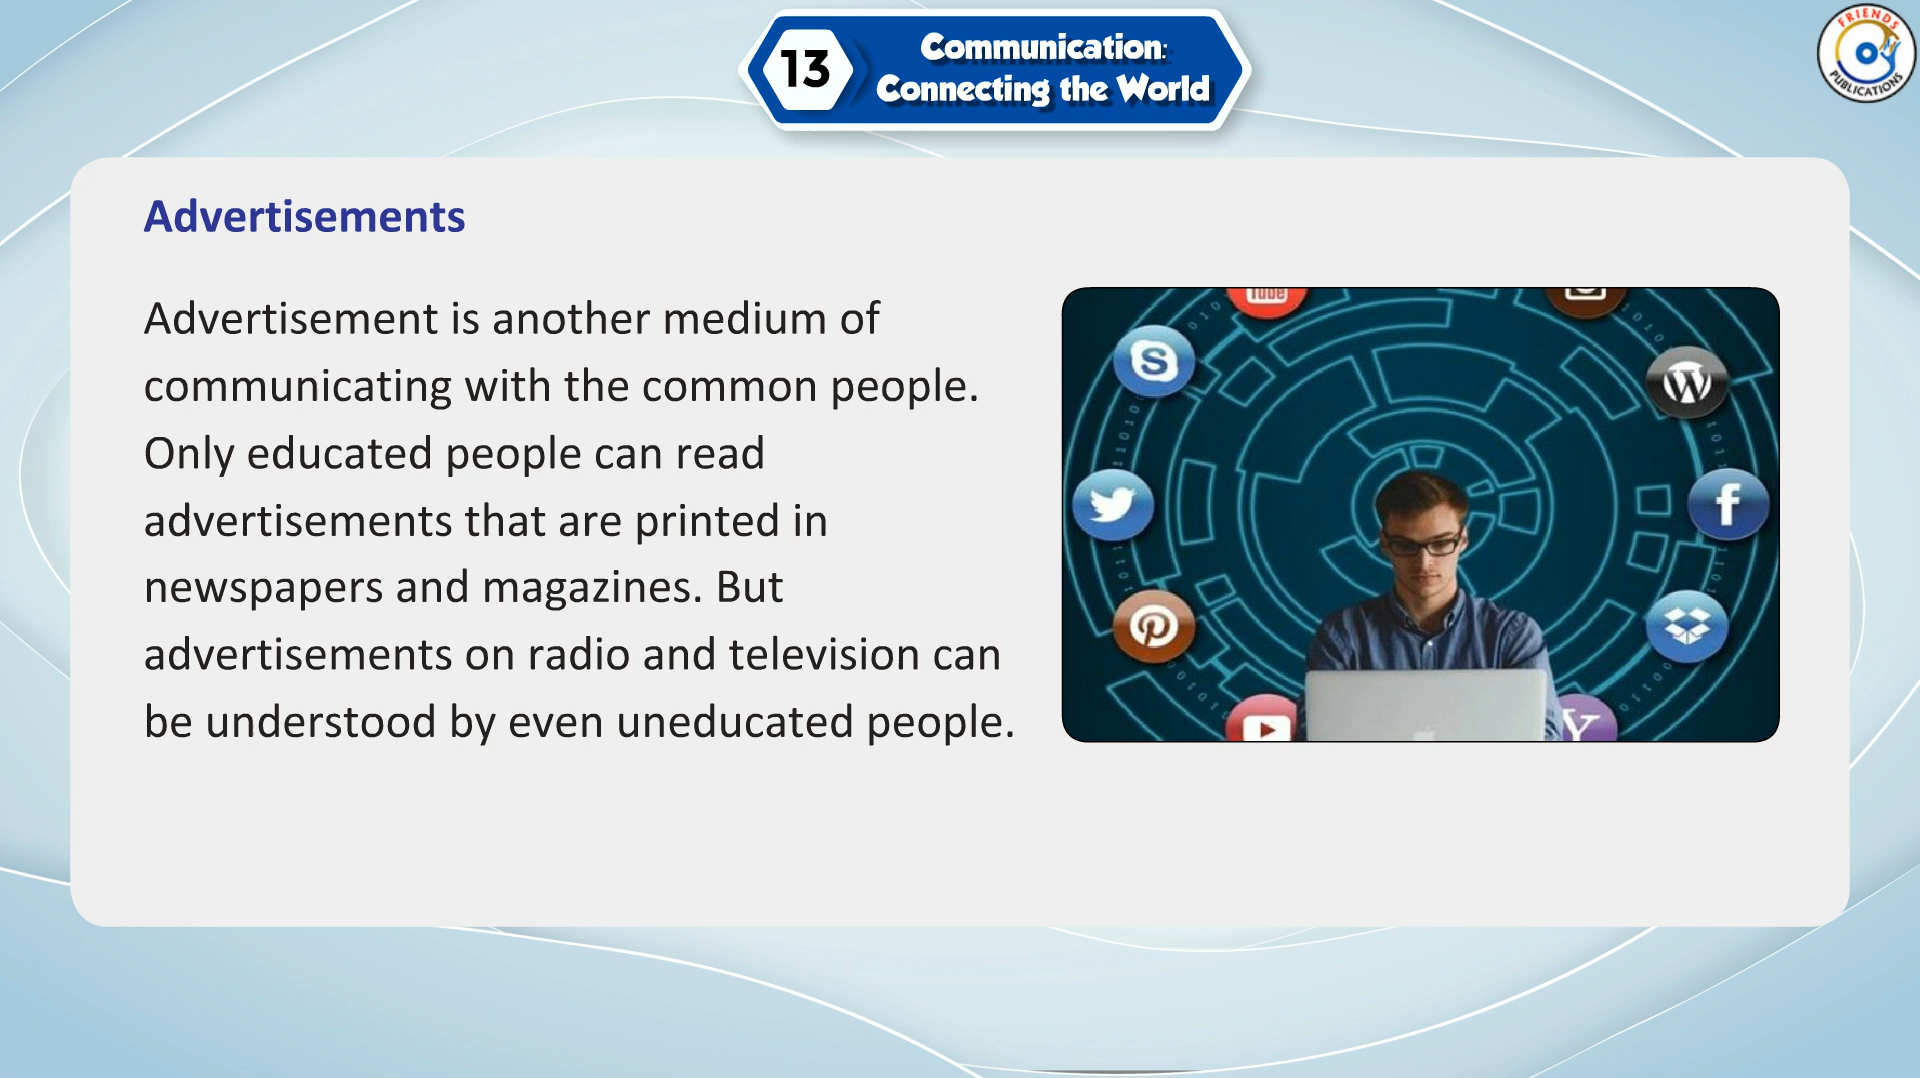 13
Communication:
Connecting the World
FRIENDS
PUBLICATIONS
Advertisements
Advertisement is another medium of
communicating with the common people.
Only educated people can read
advertisements that are printed in
newspapers and magazines. But
advertisements on radio and television can
be understood by even uneducated people.
Tube